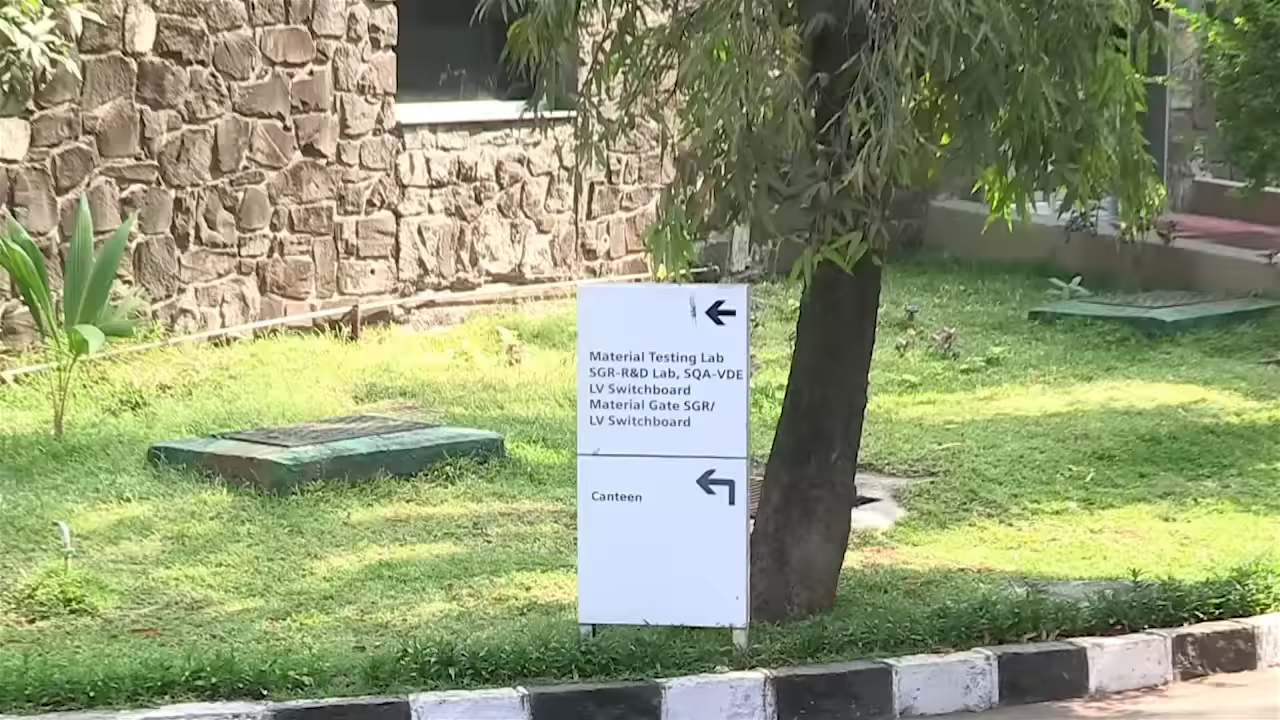 Material Testing Lab
SGR-R&D Lab, SQA-VDE
LV Switchboard
Material Gate SGR/
LV Switchboard
Canteen